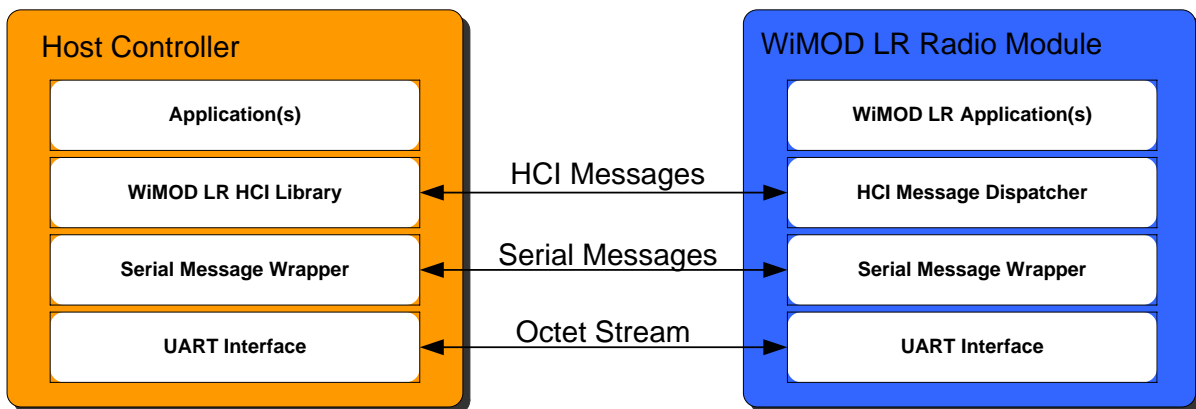 Host Controller
WiMOD LR Radio Module
Application(s)
WiMOD LR Application(s)
HCI Messages
WiMOD LR HCI Library
HCI Message Dispatcher
Serial Messages
Serial Message Wrapper
Serial Message Wrapper
Octet Stream
UART Interface
UART Interface